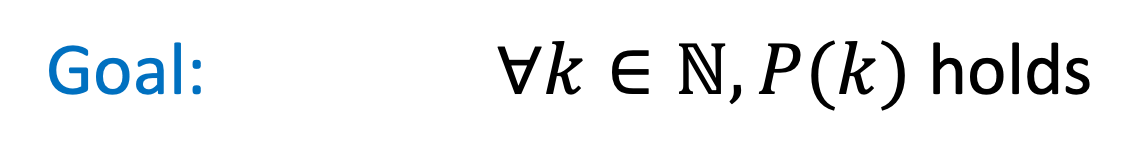 Goal: ∀𝑘 ∈ ℕ, 𝑃(𝑘) holds